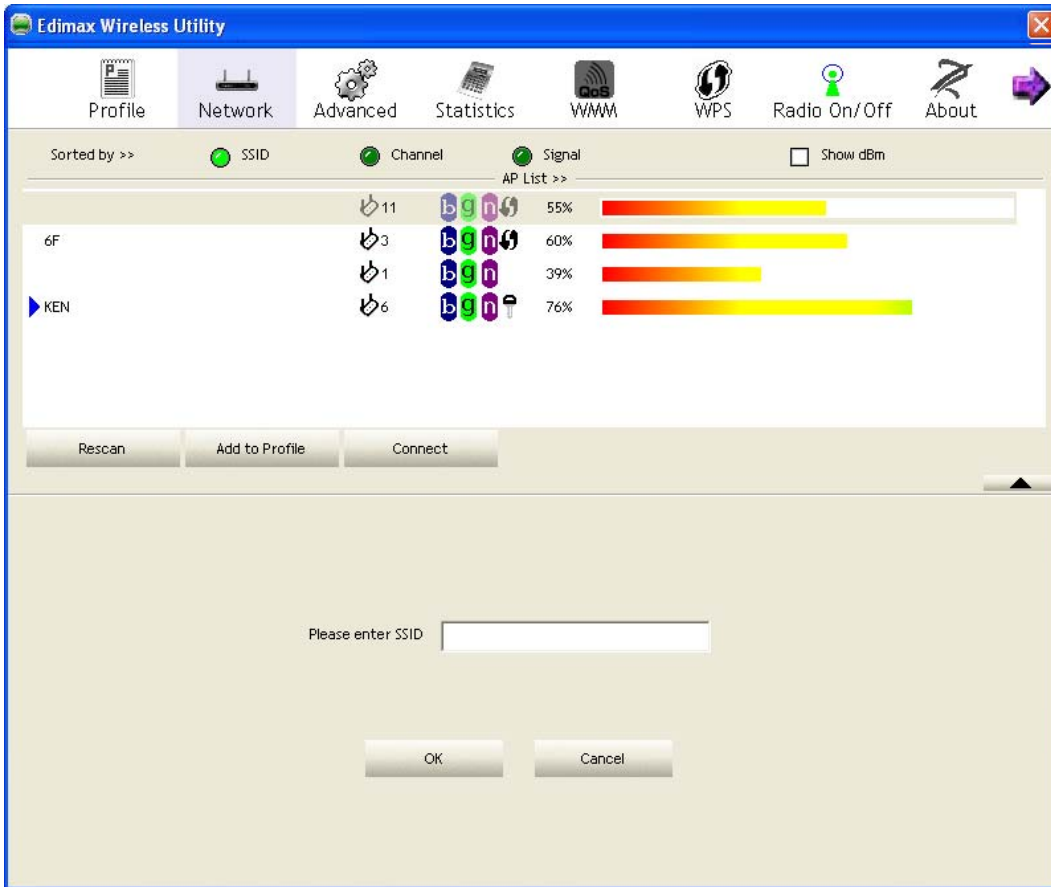 Edimax Wireless Utility
Profile Network Advanced Statistics QoS WMM WPS Radio On/Off About
Sorted by >> SSID Channel Signal Show dBm
AP List >>
11 b g n 55%
6F 3 b g n 60%
1 b g n 39%
KEN 6 b g n 76%
Rescan Add to Profile Connect
Please enter SSID
OK Cancel